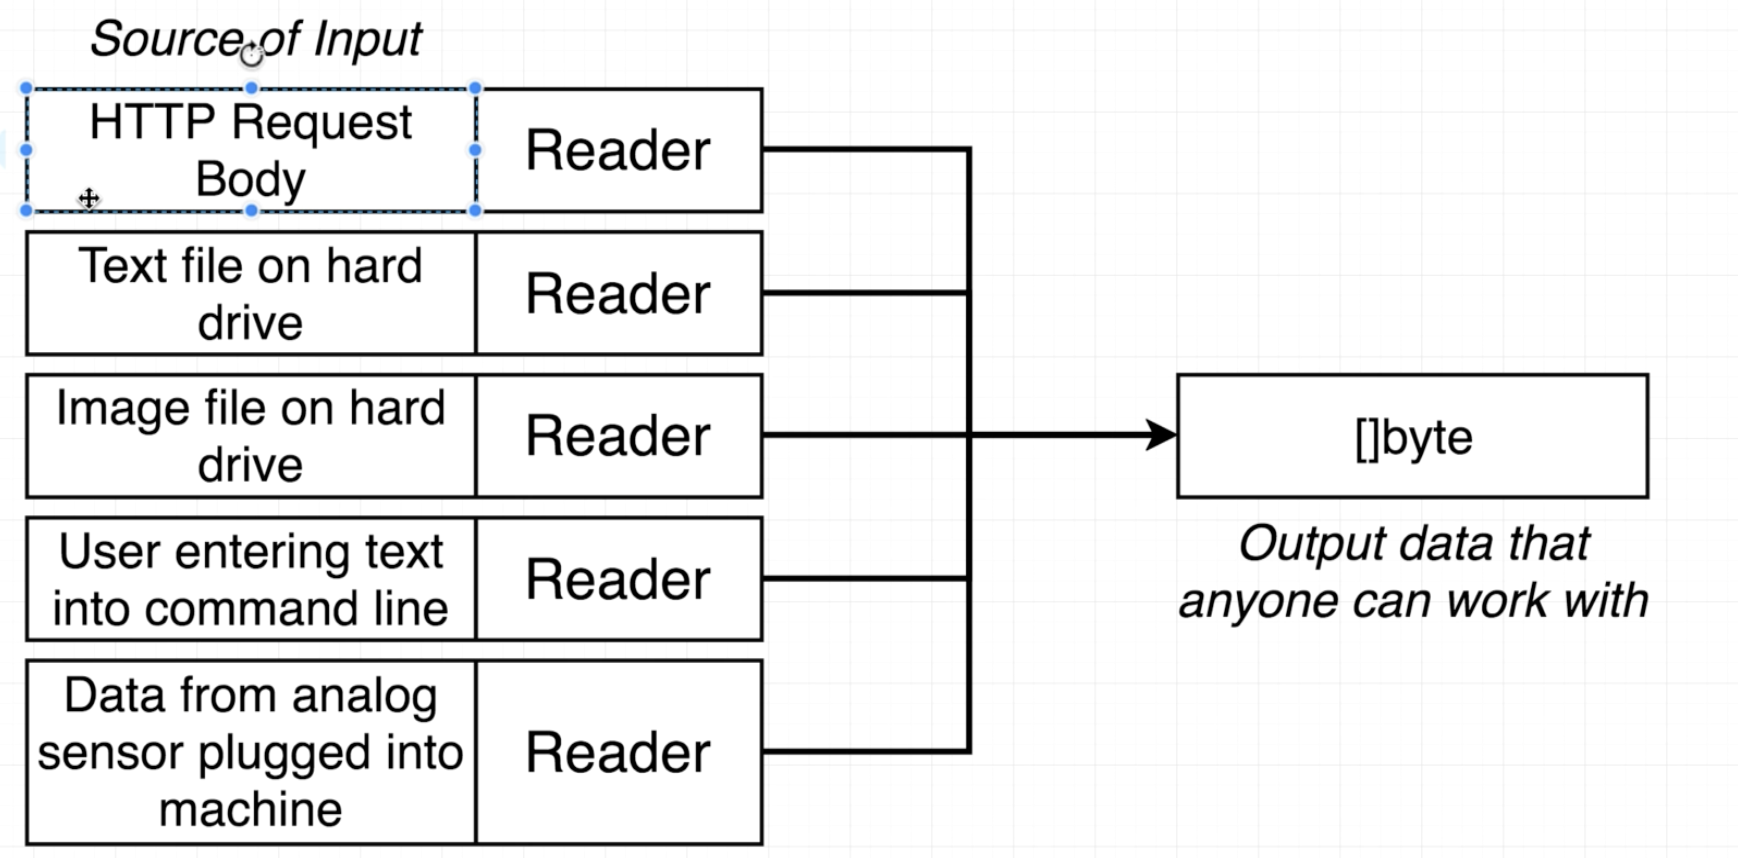 Source of Input
HTTP Request
Body
Reader
Text file on hard
drive
Reader
Image file on hard
drive
Reader
User entering text
into command line
Reader
Data from analog
sensor plugged into
machine
Reader
[]byte
Output data that
anyone can work with